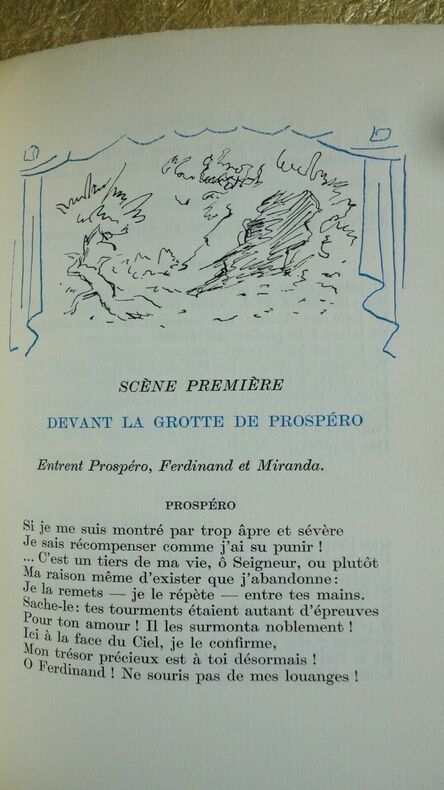 SCÈNE PREMIÈRE
DEVANT LA GROTTE DE PROSPÉRO
Entrent Prospéro, Ferdinand et Miranda.
PROSPÉRO
Si je me suis montré par trop âpre et sévère
Je sais récompenser comme j'ai su punir !
... C'est un tiers de ma vie, ô Seigneur, ou plutôt
Ma raison même d'exister que j'abandonne :
Je la remets — je le répète — entre tes mains.
Sache-le : tes tourments étaient autant d'épreuves
Pour ton amour ! Il les surmonta noblement !
Ici à la face du Ciel, je le confirme,
Mon trésor précieux est à toi désormais !
O Ferdinand ! Ne souris pas de mes louanges !